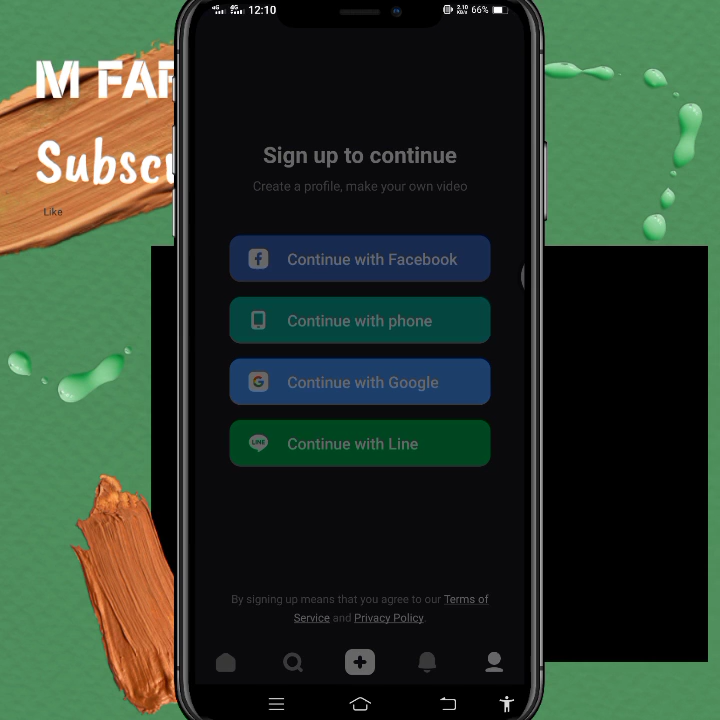 12:10
66%
M FAR
Subscr
Like
Sign up to continue
Create a profile, make your own video
Continue with Facebook
Continue with phone
Continue with Google
LINE
Continue with Line
By signing up means that you agree to our Terms of
Service and Privacy Policy.